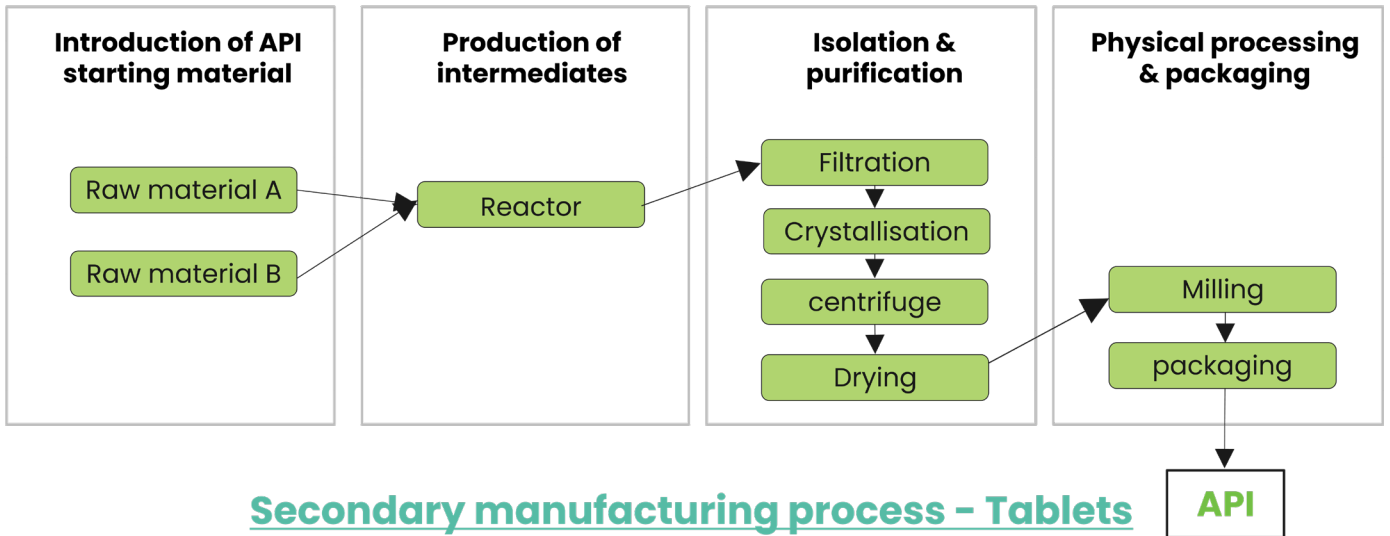 Introduction of API
starting material
Raw material A
Raw material B
Production of
intermediates
Reactor
Isolation &
purification
Filtration
Crystallisation
centrifuge
Drying
Physical processing
& packaging
Milling
packaging
API
Secondary manufacturing process - Tablets